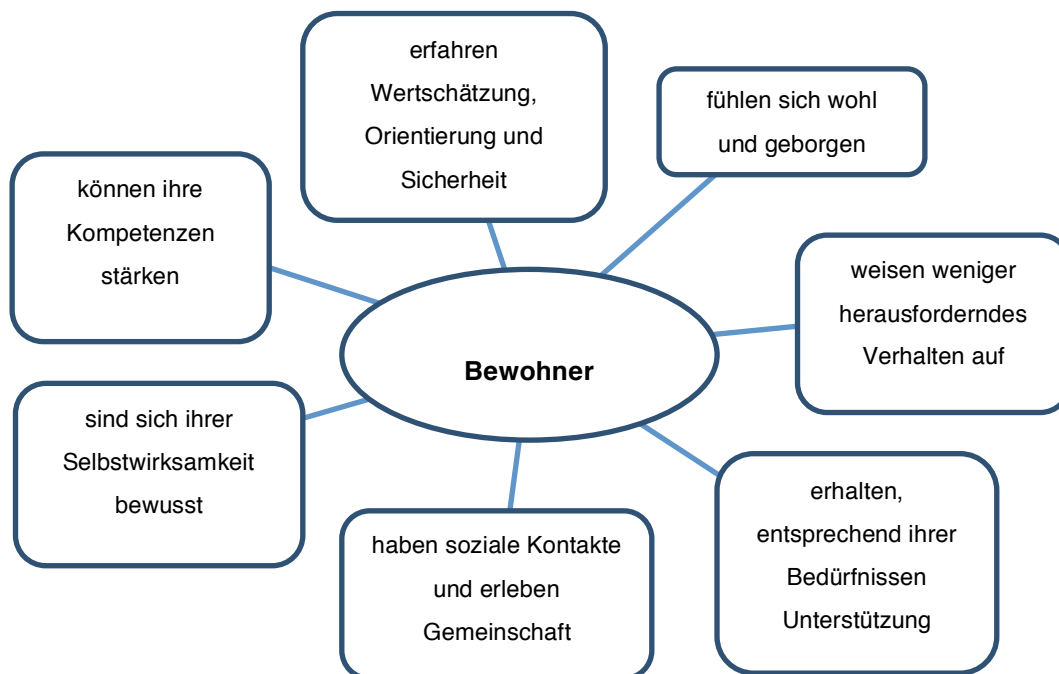 erfahren
Wertschätzung,
Orientierung und
Sicherheit
fühlen sich wohl
und geborgen
können ihre
Kompetenzen
stärken
weisen weniger
herausforderndes
Verhalten auf
Bewohner
sind sich ihrer
Selbstwirksamkeit
bewusst
haben soziale Kontakte
und erleben
Gemeinschaft
erhalten,
entsprechend ihrer
Bedürfnissen
Unterstützung